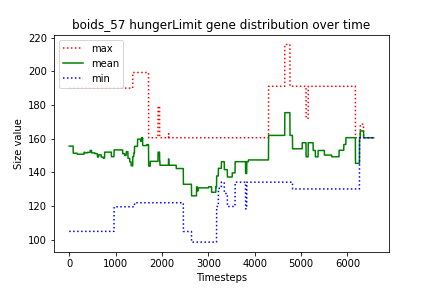 boids_57 hungerLimit gene distribution over time
max
mean
min
Size value
220
200
180
160
140
120
100
0 1000 2000 3000 4000 5000 6000
Timesteps